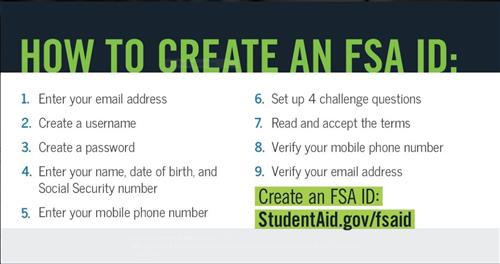 HOW TO CREATE AN FSA ID:
1. Enter your email address
2. Create a username
3. Create a password
4. Enter your name, date of birth, and
Social Security number
5. Enter your mobile phone number
6. Set up 4 challenge questions
7. Read and accept the terms
8. Verify your mobile phone number
9. Verify your email address
Create an FSA ID:
StudentAid.gov/fsaid